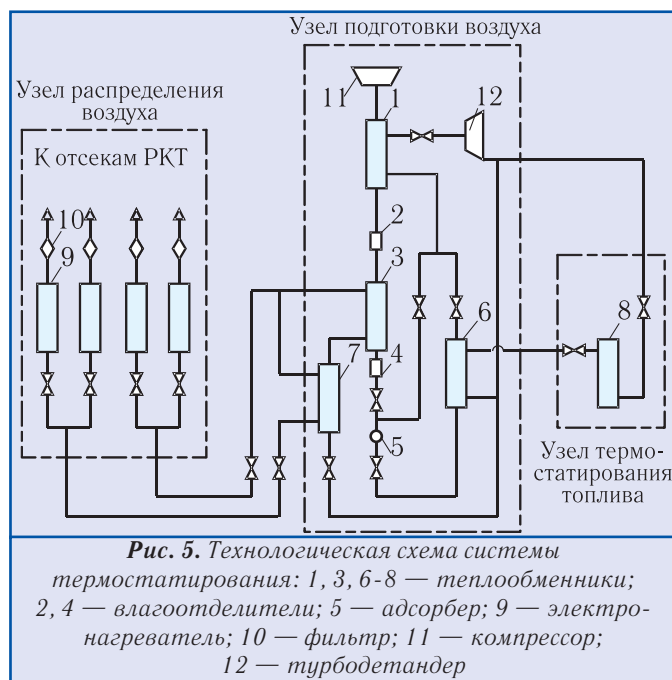 Узел подготовки воздуха
Узел распределения
воздуха
К отсекам РКТ
11
1
12
10
2
9
3
6
8
7
4
5
Узел термо-
статирования
топлива
Рис. 5. Технологическая схема системы
термостатирования: 1, 3, 6-8 — теплообменники;
2, 4 — влагоотделители; 5 — адсорбер; 9 — электро-
нагреватель; 10 — фильтр; 11 — компрессор;
12 — турбодетандер